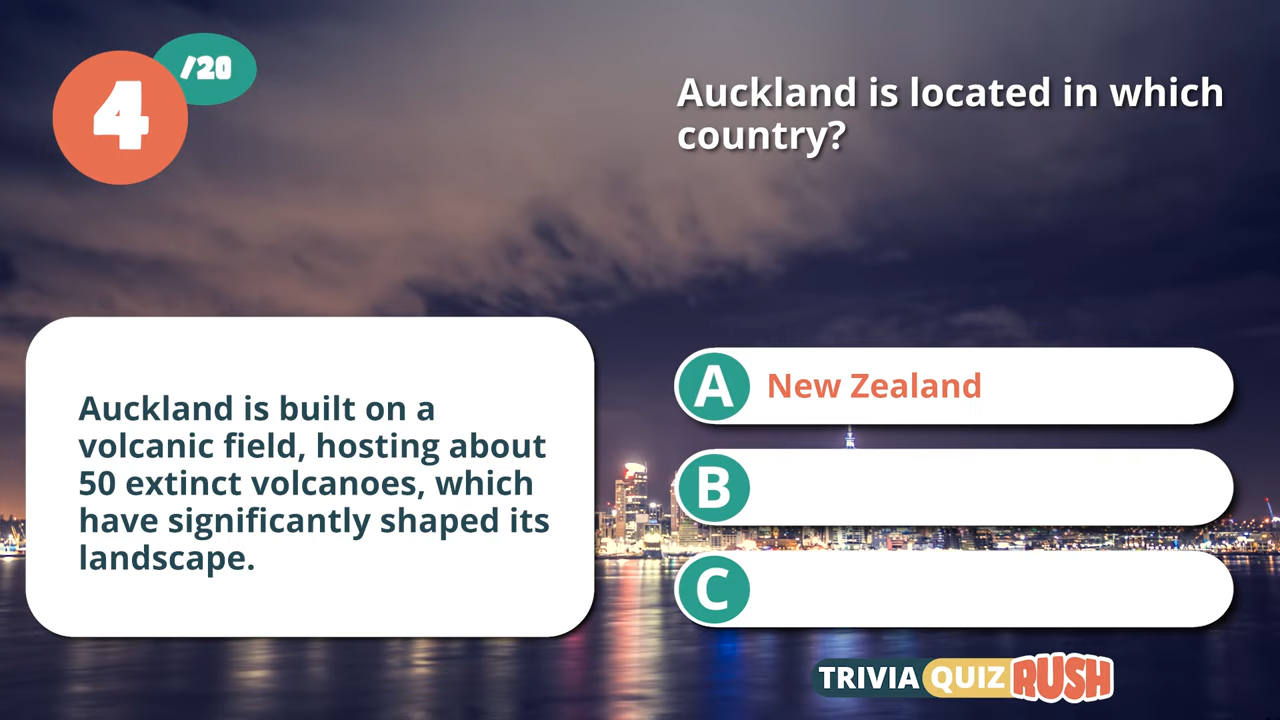 4
/20
Auckland is located in which
country?
Auckland is built on a
volcanic field, hosting about
50 extinct volcanoes, which
have significantly shaped its
landscape.
A New Zealand
B
C
TRIVIA QUIZ RUSH